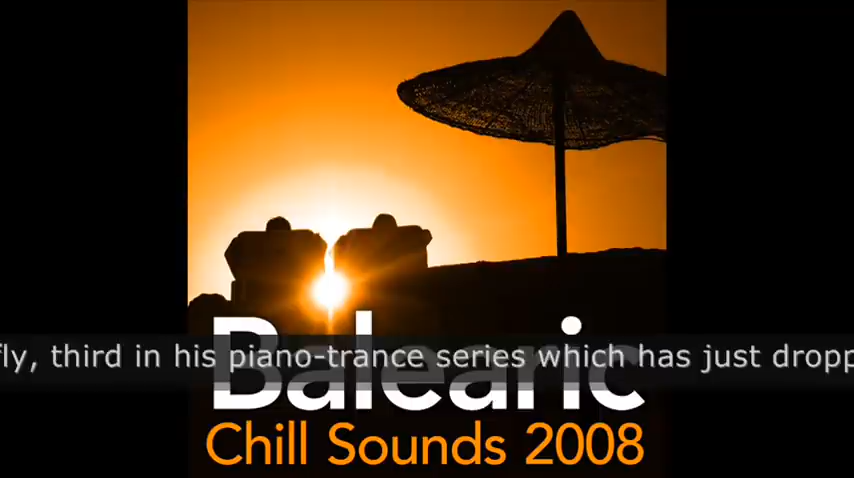 fly, third in his piano-trance series which has just dropp
Balearic
Chill Sounds 2008